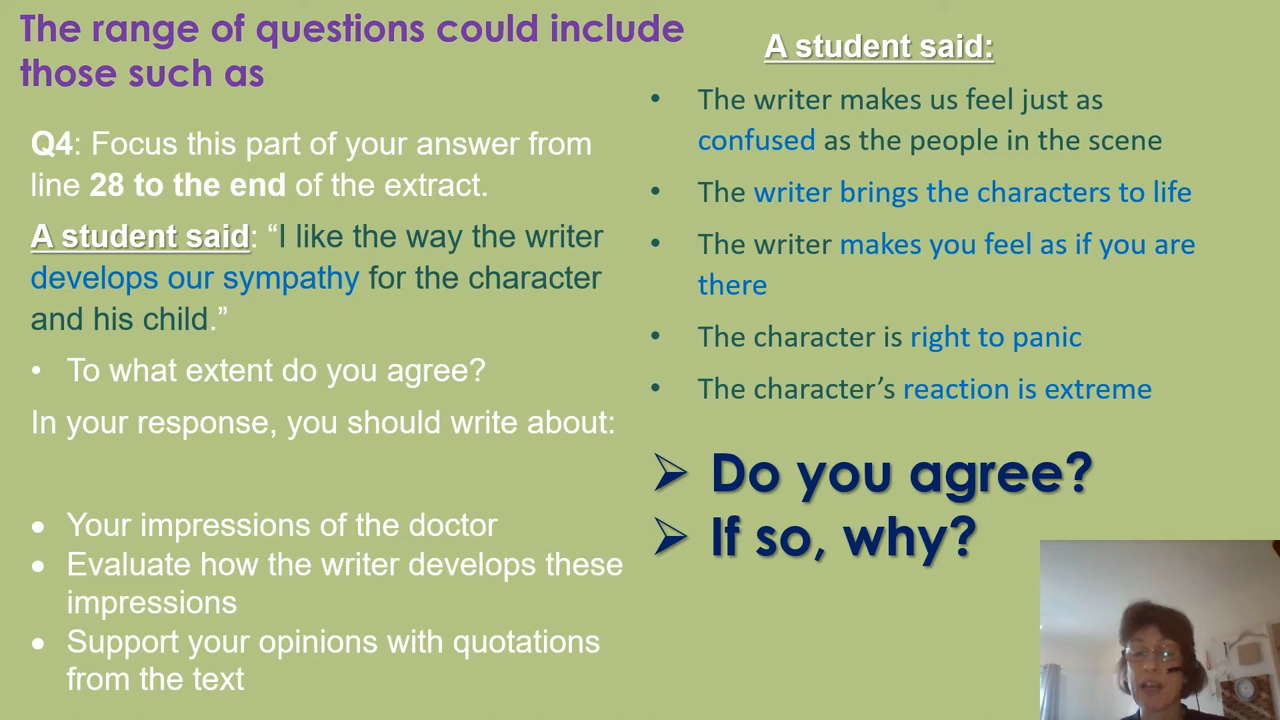 The range of questions could include
those such as
Q4: Focus this part of your answer from
line 28 to the end of the extract.
A student said: “I like the way the writer
develops our sympathy for the character
and his child.”
• To what extent do you agree?
In your response, you should write about:
• Your impressions of the doctor
• Evaluate how the writer develops these
impressions
• Support your opinions with quotations
from the text
A student said:
• The writer makes us feel just as
confused as the people in the scene
• The writer brings the characters to life
• The writer makes you feel as if you are
there
• The character is right to panic
• The character’s reaction is extreme
➢ Do you agree?
➢ If so, why?